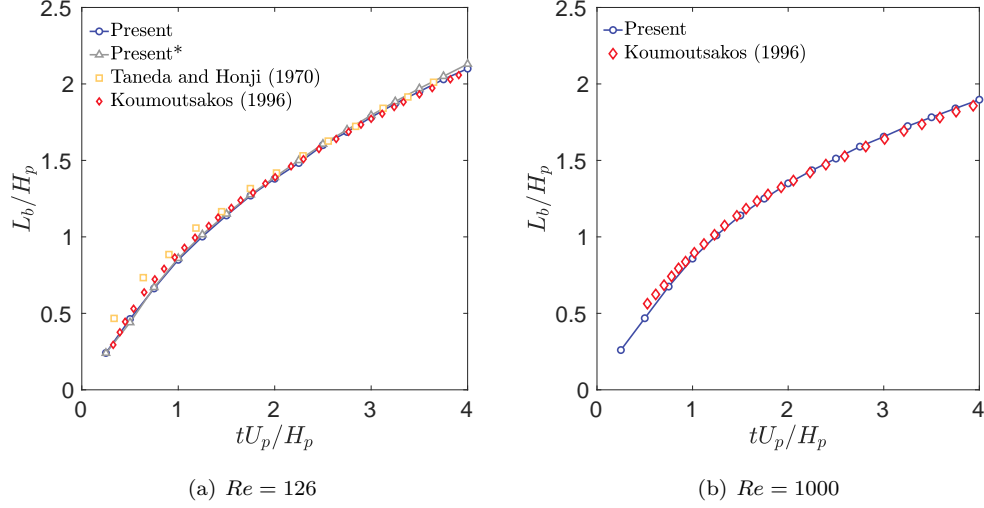 2.5
2
1.5
1
0.5
0
0
1
2
3
4
L_b/H_p
tU_p/H_p
Present
Present*
Taneda and Honji (1970)
Koumoutsakos (1996)
(a) Re = 126
2.5
2
1.5
1
0.5
0
0
1
2
3
4
L_b/H_p
tU_p/H_p
Present
Koumoutsakos (1996)
(b) Re = 1000